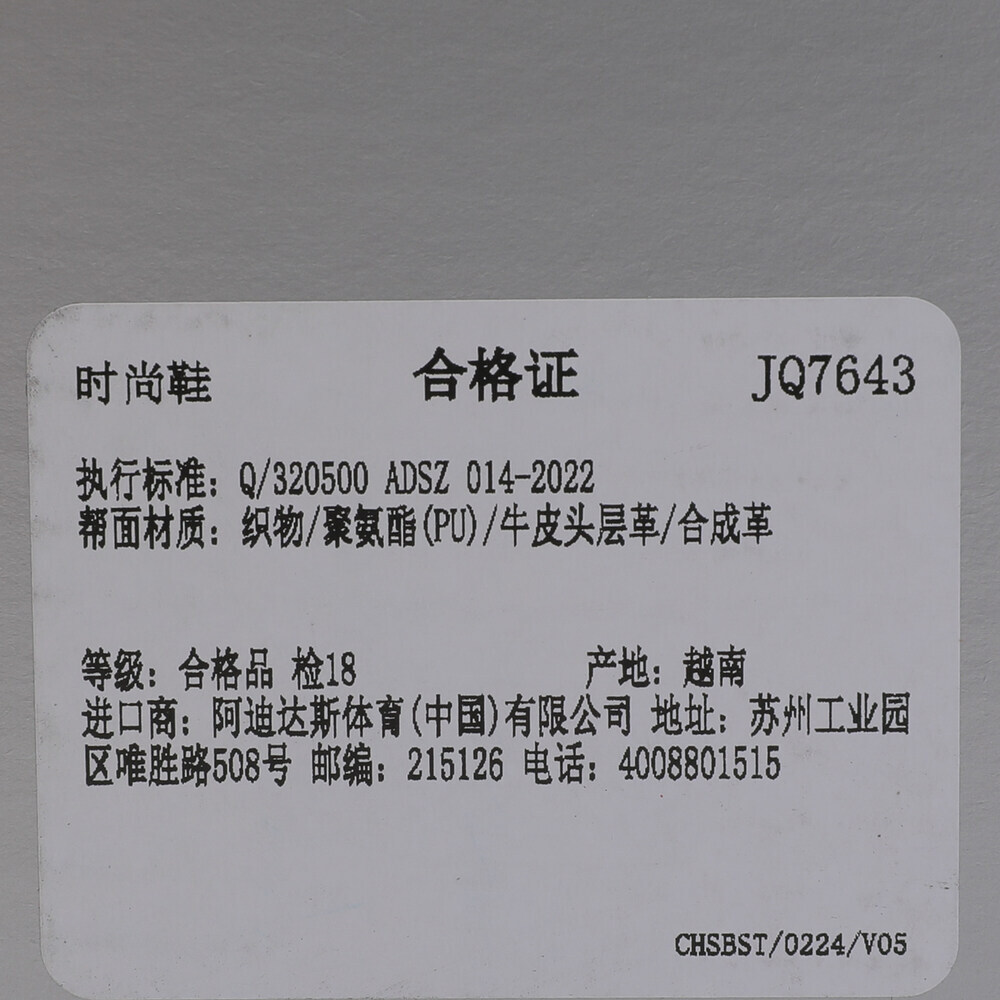 时尚鞋 合格证 JQ7643
执行标准: Q/320500 ADSZ 014-2022
帮面材质: 织物/聚氨酯(PU)/牛皮头层革/合成革
等级: 合格品 检18 产地: 越南
进口商: 阿迪达斯体育(中国)有限公司 地址: 苏州工业园
区唯胜路508号 邮编: 215126 电话: 4008801515
CHSBST/0224/V05